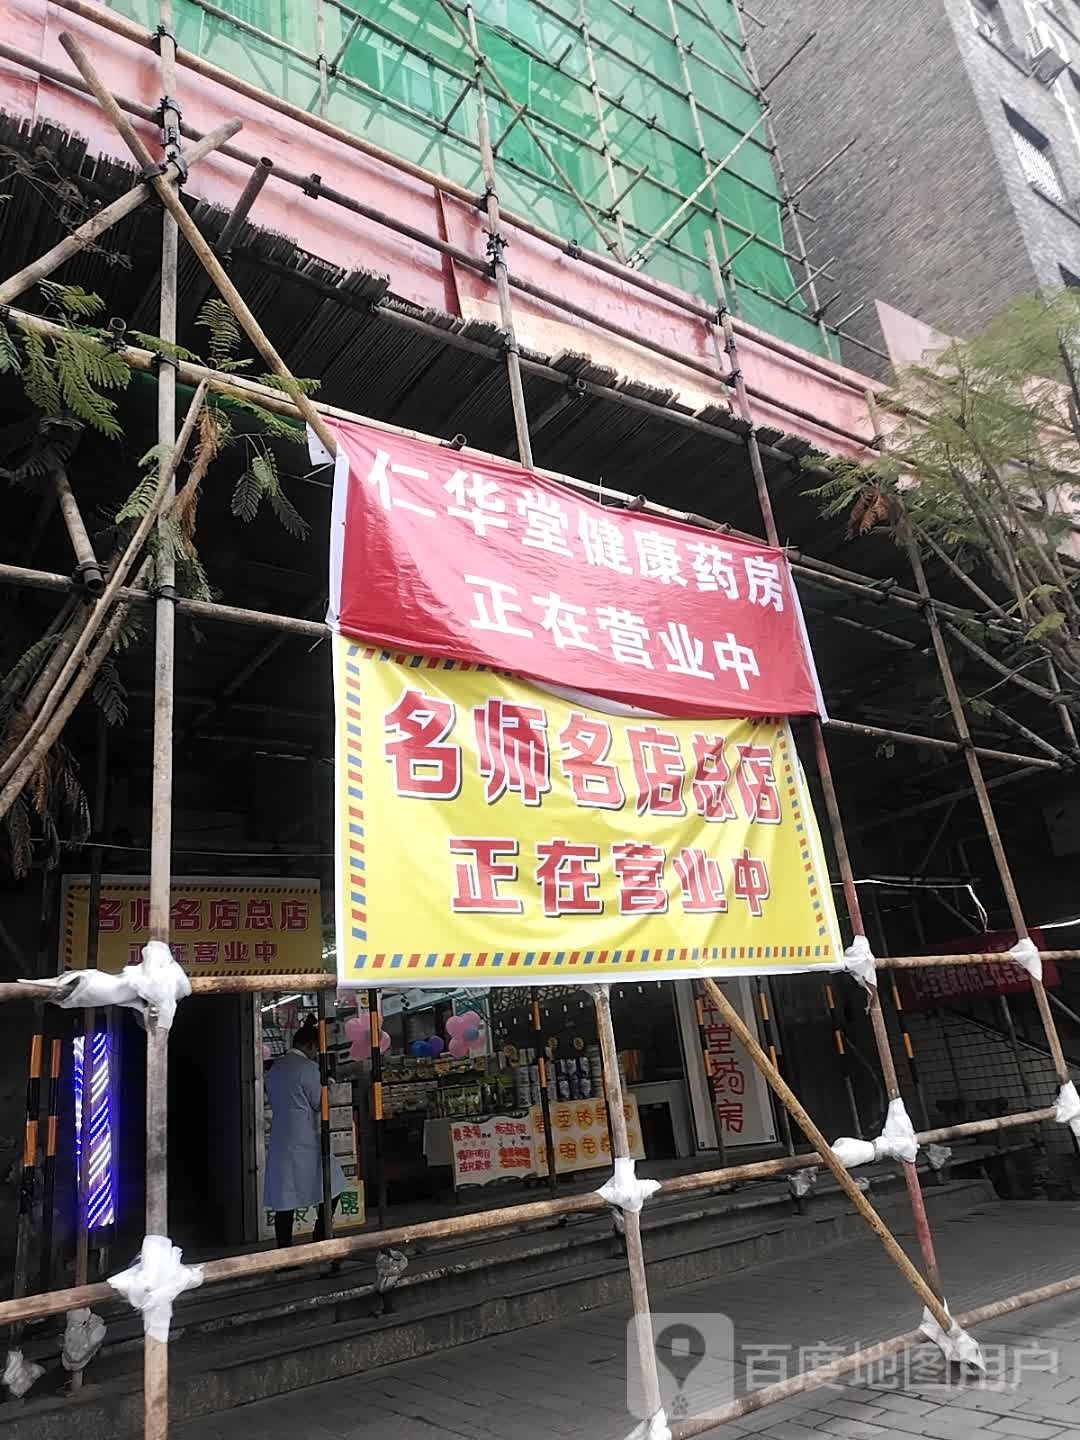 仁华堂健康药房
正在营业中
名师名店总店
正在营业中
名师名店总店
正在营业中
华堂药房
百度地图用户